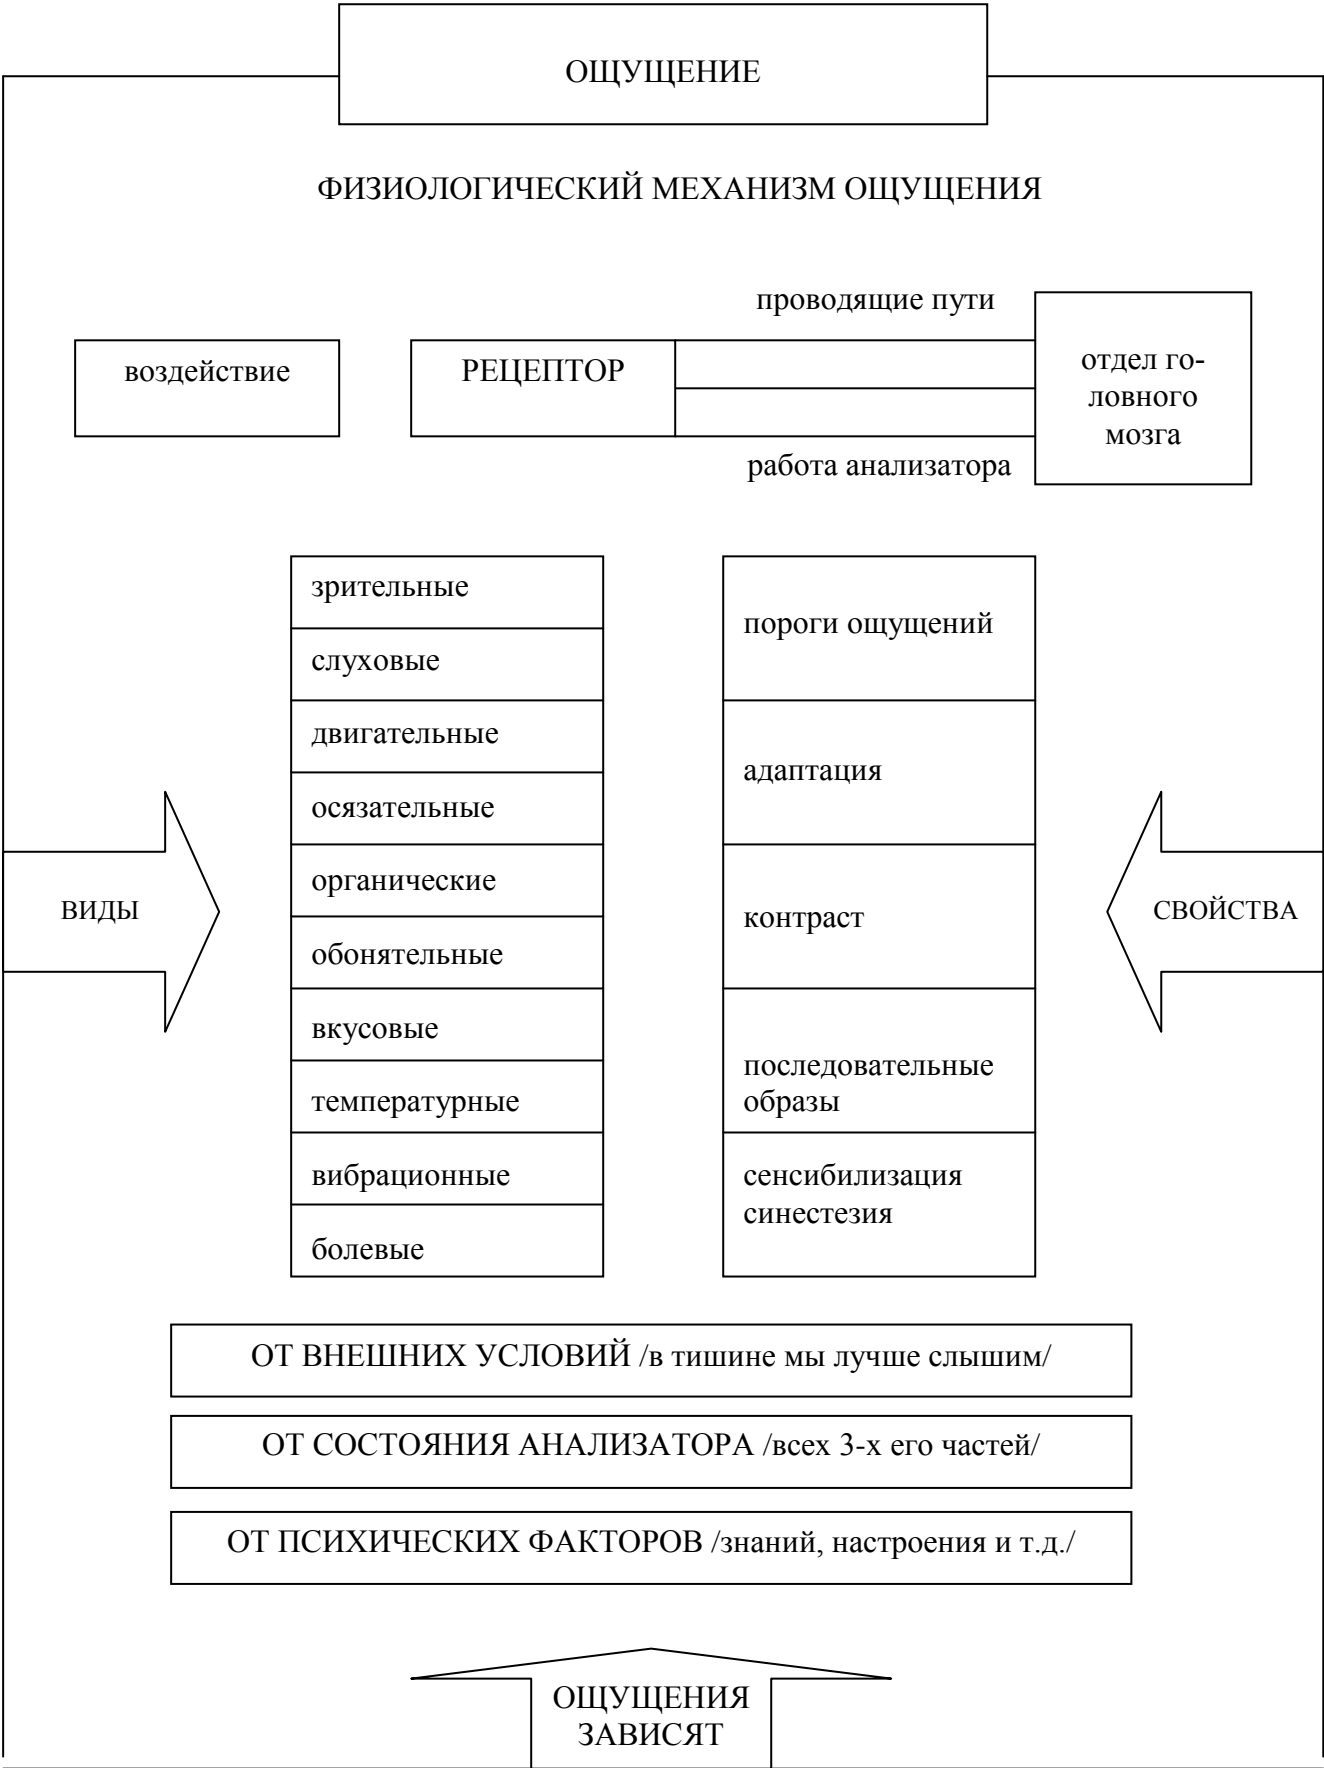 ОЩУЩЕНИЕ
ФИЗИОЛОГИЧЕСКИЙ МЕХАНИЗМ ОЩУЩЕНИЯ
проводящие пути
воздействие
РЕЦЕПТОР
отдел го-
ловного
мозга
работа анализатора
ВИДЫ
зрительные
слуховые
двигательные
осязательные
органические
обонятельные
вкусовые
температурные
вибрационные
болевые
пороги ощущений
адаптация
контраст
последовательные
образы
сенсибилизация
синестезия
СВОЙСТВА
ОТ ВНЕШНИХ УСЛОВИЙ /в тишине мы лучше слышим/
ОТ СОСТОЯНИЯ АНАЛИЗАТОРА /всех 3-х его частей/
ОТ ПСИХИЧЕСКИХ ФАКТОРОВ /знаний, настроения и т.д./
ОЩУЩЕНИЯ
ЗАВИСЯТ